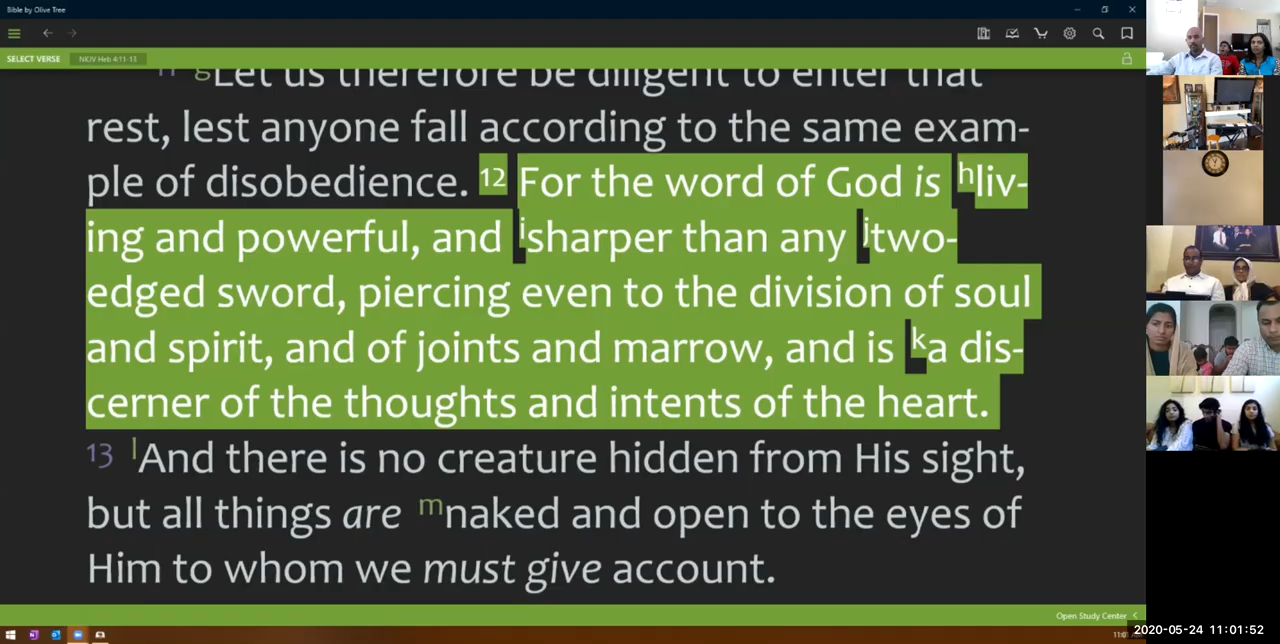 Bible by Olive Tree
SELECT VERSE NKJV Heb 4:11-13
11 gLet us therefore be diligent to enter that
rest, lest anyone fall according to the same exam-
ple of disobedience. 12 For the word of God is hliv-
ing and powerful, and isharper than any jtwo-
edged sword, piercing even to the division of soul
and spirit, and of joints and marrow, and is ka dis-
cerner of the thoughts and intents of the heart.
13 lAnd there is no creature hidden from His sight,
but all things are mnaked and open to the eyes of
Him to whom we must give account.
Open Study Center
2020-05-24 11:01:52